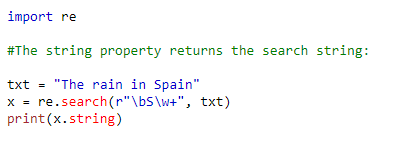 import re
#The string property returns the search string:
txt = "The rain in Spain"
x = re.search(r"\bS\w+", txt)
print(x.string)